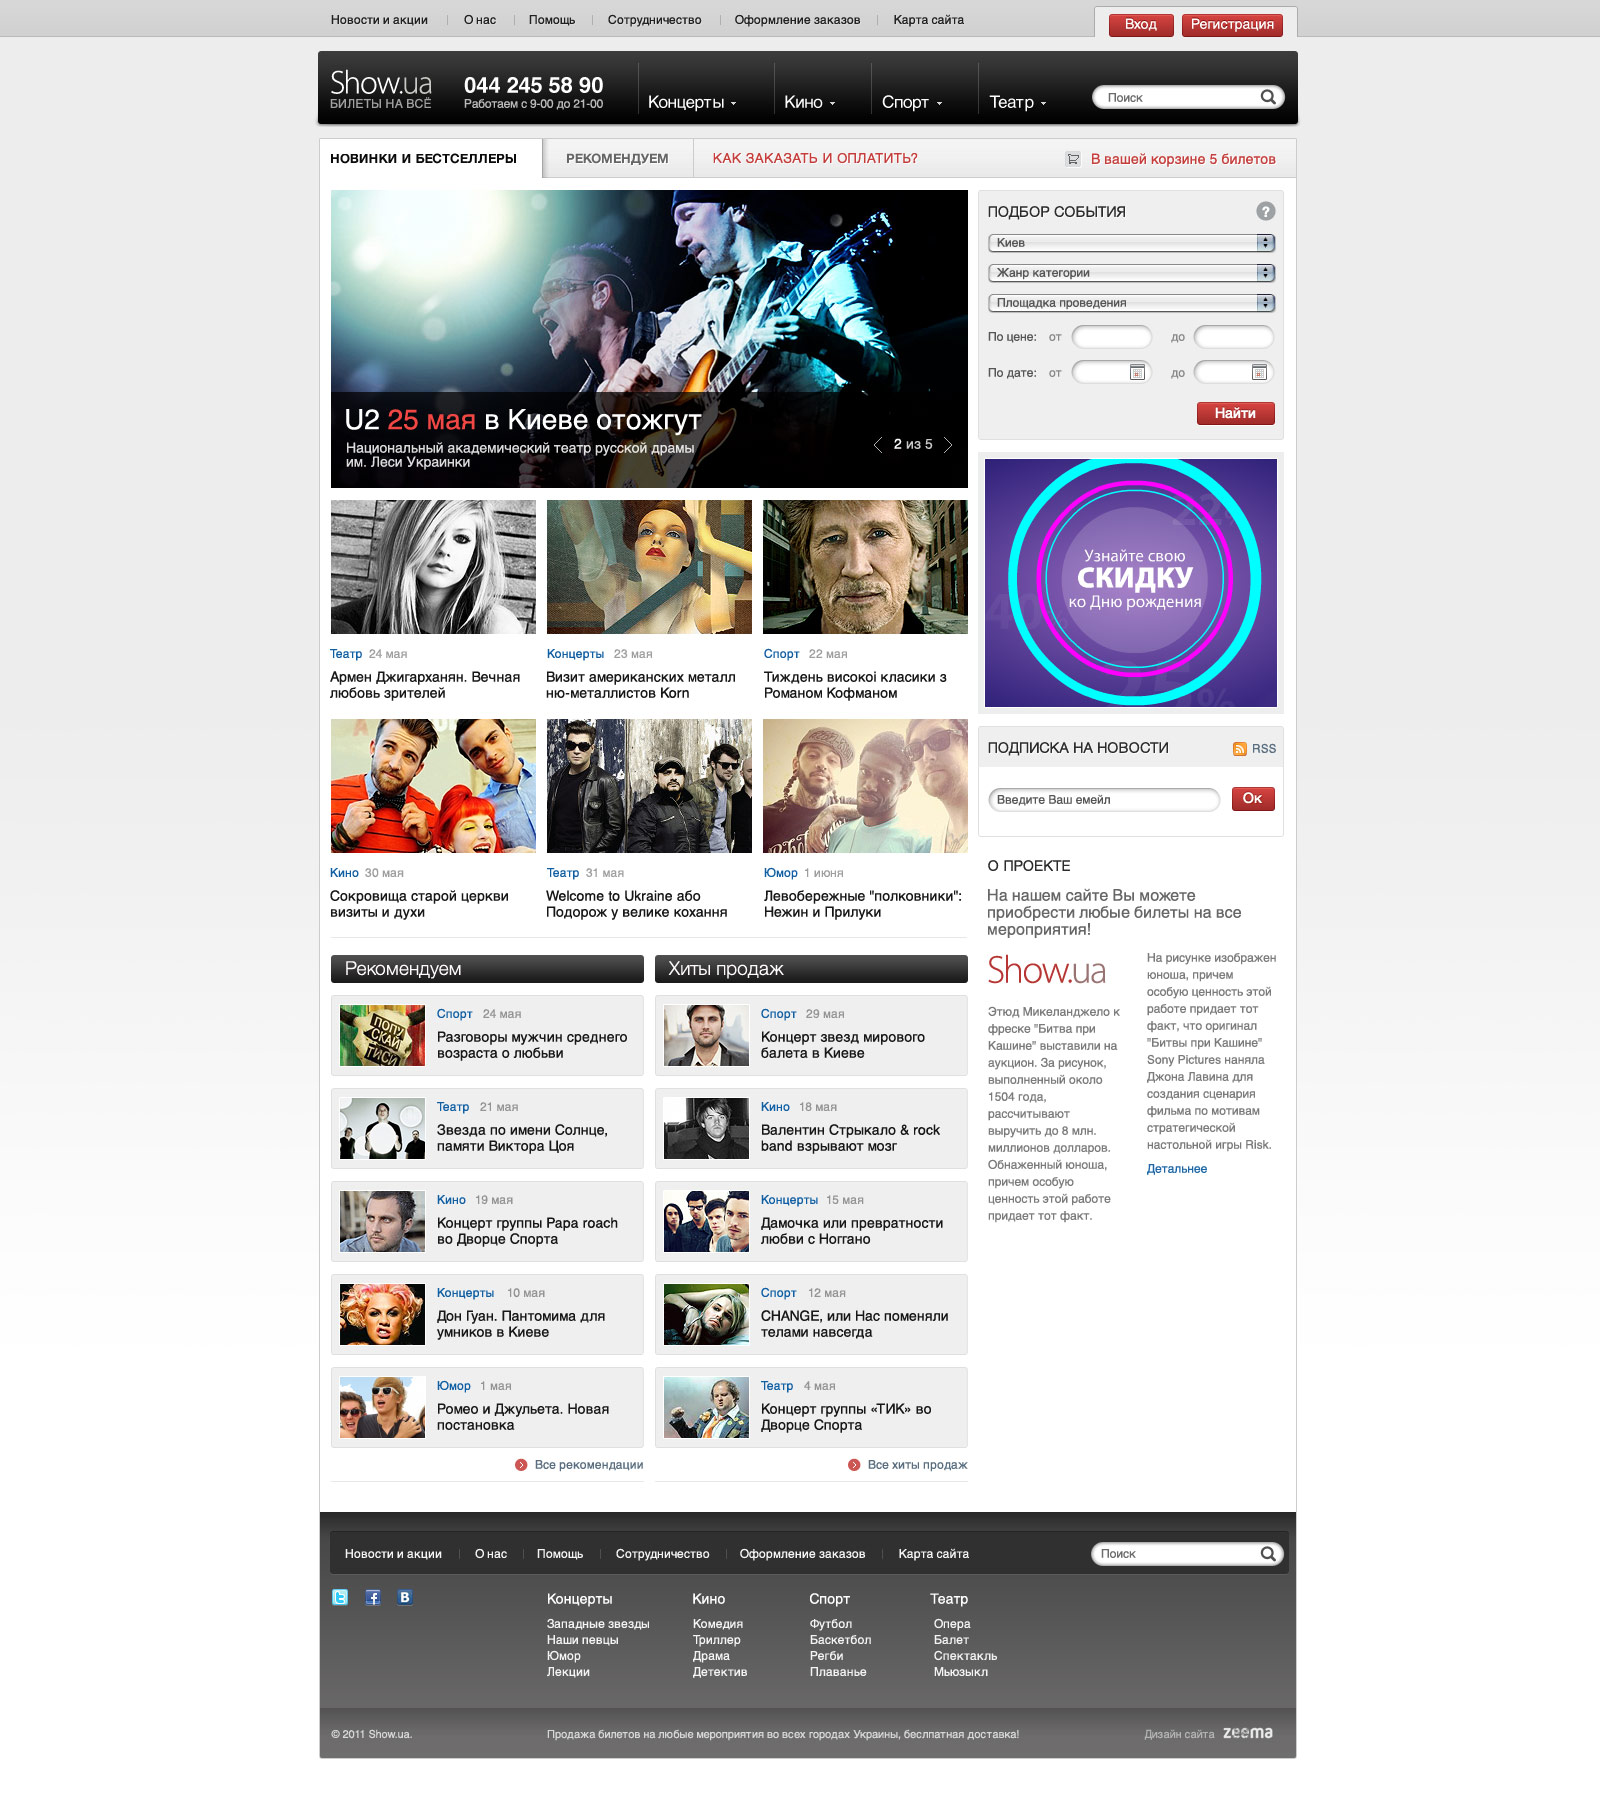 Новости и акции
О нас
Помощь
Сотрудничество
Оформление заказов
Карта сайта
Вход
Регистрация
Show.ua
БИЛЕТЫ НА ВСЁ
044 245 58 90
Работаем с 9-00 до 21-00
Концерты
Кино
Спорт
Театр
Поиск
НОВИНКИ И БЕСТСЕЛЛЕРЫ
РЕКОМЕНДУЕМ
КАК ЗАКАЗАТЬ И ОПЛАТИТЬ?
В вашей корзине 5 билетов
U2 25 мая в Киеве отожгут
Национальный академический театр русской драмы
им. Леси Украинки
2 из 5
ПОДБОР СОБЫТИЯ
?
Киев
Жанр категории
Площадка проведения
По цене: от до
По дате: от до
Найти
Узнайте свою
СКИДКУ
ко Дню рождения
Театр 24 мая
Армен Джигарханян. Вечная
любовь зрителей
Концерты 23 мая
Визит американских металл
ню-металлистов Korn
Спорт 22 мая
Тиждень високоі класики з
Романом Кофманом
Кино 30 мая
Сокровища старой церкви
визиты и духи
Театр 31 мая
Welcome to Ukraine або
Подорож у велике кохання
Юмор 1 июня
Левобережные "полковники":
Нежин и Прилуки
ПОДПИСКА НА НОВОСТИ
RSS
Введите Ваш емейл
Ок
О ПРОЕКТЕ
На нашем сайте Вы можете
приобрести любые билеты на все
мероприятия!
Show.ua
Этюд Микеланджело к
фреске "Битва при
Кашине" выставили на
аукцион. За рисунок,
выполненный около
1504 года,
рассчитывают
выручить до 8 млн.
миллионов долларов.
Обнаженный юноша,
причем особую
ценность этой работе
придает тот факт.
На рисунке изображен
юноша, причем
особую ценность этой
работе придает тот
факт, что оригинал
"Битвы при Кашине"
Sony Pictures наняла
Джона Лавина для
создания сценария
фильма по мотивам
стратегической
настольной игры Risk.
Детальнее
Рекомендуем
Спорт 24 мая
Разговоры мужчин среднего
возраста о любьви
Театр 21 мая
Звезда по имени Солнце,
памяти Виктора Цоя
Кино 19 мая
Концерт группы Papa roach
во Дворце Спорта
Концерты 10 мая
Дон Гуан. Пантомима для
умников в Киеве
Юмор 1 мая
Ромео и Джульета. Новая
постановка
Все рекомендации
Хиты продаж
Спорт 29 мая
Концерт звезд мирового
балета в Киеве
Кино 18 мая
Валентин Стрыкало & rock
band взрывают мозг
Концерты 15 мая
Дамочка или превратности
любви с Ноггано
Спорт 12 мая
CHANGE, или Нас поменяли
телами навсегда
Театр 4 мая
Концерт группы «ТИК» во
Дворце Спорта
Все хиты продаж
Новости и акции
О нас
Помощь
Сотрудничество
Оформление заказов
Карта сайта
Поиск
Концерты
Западные звезды
Наши певцы
Юмор
Лекции
Кино
Комедия
Триллер
Драма
Детектив
Спорт
Футбол
Баскетбол
Регби
Плаванье
Театр
Опера
Балет
Спектакль
Мьюзыкл
© 2011 Show.ua.
Продажа билетов на любые мероприятия во всех городах Украины, бесплпатная доставка!
Дизайн сайта zeema